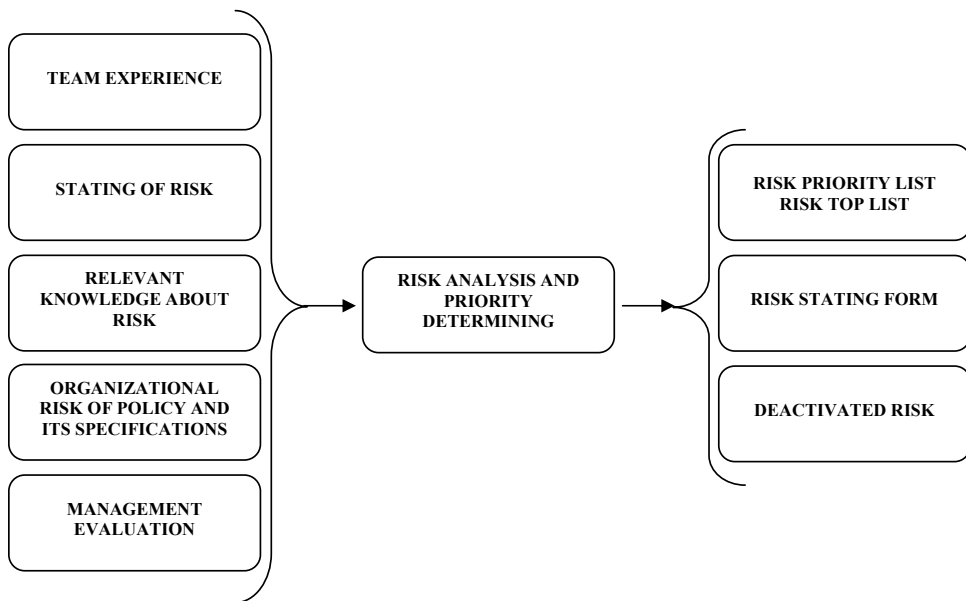 TEAM EXPERIENCE
STATING OF RISK
RELEVANT
KNOWLEDGE ABOUT
RISK
ORGANIZATIONAL
RISK OF POLICY AND
ITS SPECIFICATIONS
MANAGEMENT
EVALUATION
RISK ANALYSIS AND
PRIORITY
DETERMINING
RISK PRIORITY LIST
RISK TOP LIST
RISK STATING FORM
DEACTIVATED RISK